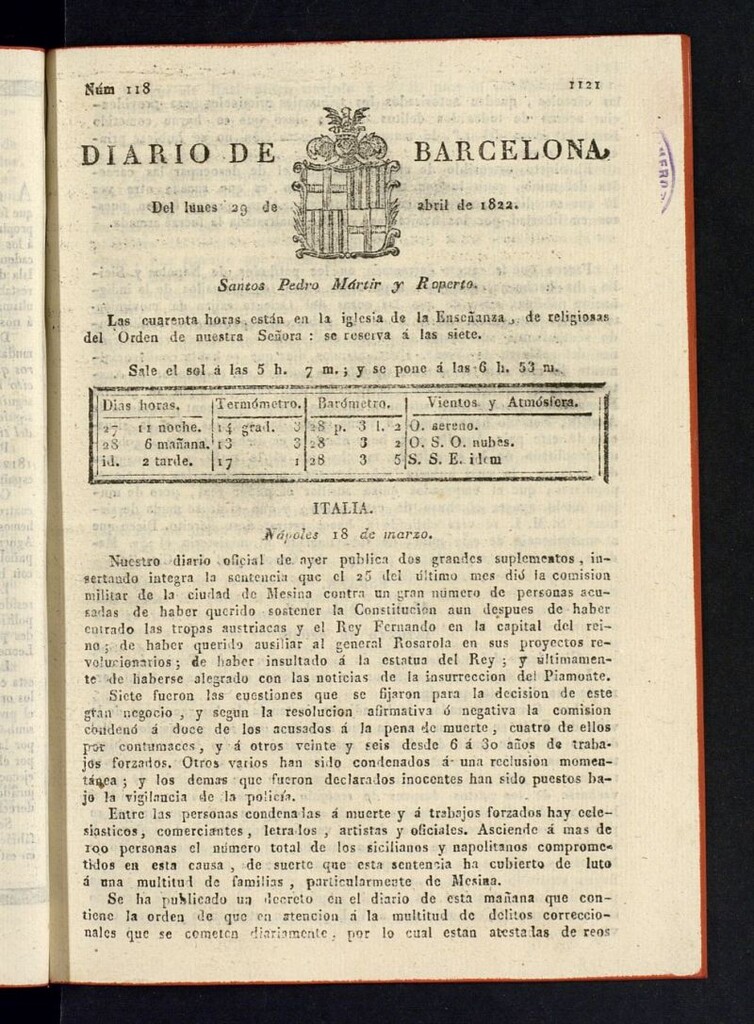 Núm 118 1121
DIARIO DE BARCELONA,
Del lunes 29 de abril de 1822.
Santos Pedro Mártir y Roperto.
Las cuarenta horas están en la iglesia de la Enseñanza, de religiosas
del Orden de nuestra Señora : se reserva á las siete.
Sale el sol á las 5 h. 7 m.; y se pone á las 6 h. 53 m.
Dias horas. Termómetro. Barómetro. Vientos y Atmósfera.
27 11 noche. 14 grad. 3 28 p. 3 l. 2 O. sereno.
28 6 mañana. 13 3 28 3 2 O. S. O. nubes.
id. 2 tarde. 17 1 28 3 5 S. S. E. idem
ITALIA.
Nápoles 18 de marzo.
Nuestro diario oficial de ayer publica dos grandes suplementos, in-
sertando integra la sentencia que el 25 del último mes dió la comision
militar de la ciudad de Mesina contra un gran número de personas acu-
sadas de haber querido sostener la Constitucion aun despues de haber
entrado las tropas austriacas y el Rey Fernando en la capital del rei-
no; de haber querido ausiliar al general Rosarola en sus proyectos re-
volucionarios; de haber insultado á la estatua del Rey; y últimamen-
te de haberse alegrado con las noticias de la insurreccion del Piamonte.
Siete fueron las cuestiones que se fijaron para la decision de este
gran negocio, y segun la resolucion afirmativa ó negativa la comision
condenó á doce de los acusados á la pena de muerte, cuatro de ellos
por contumaces, y á otros veinte y seis desde 6 á 30 años de traba-
jos forzados. Otros varios han sido condenados á una reclusion momen-
tánea; y los demas que fueron declarados inocentes han sido puestos ba-
jo la vigilancia de la policía.
Entre las personas condenadas á muerte y á trabajos forzados hay ecle-
siasticos, comerciantes, letrados, artistas y oficiales. Asciende á mas de
100 personas el número total de los sicilianos y napolitanos comprome-
tidos en esta causa, de suerte que esta sentencia ha cubierto de luto
á una multitud de familias, particularmente de Mesina.
Se ha publicado un decreto en el diario de esta mañana que con-
tiene la orden de que en atencion á la multitud de delitos correccio-
nales que se cometen diariamente, por lo cual estan atestadas de reos